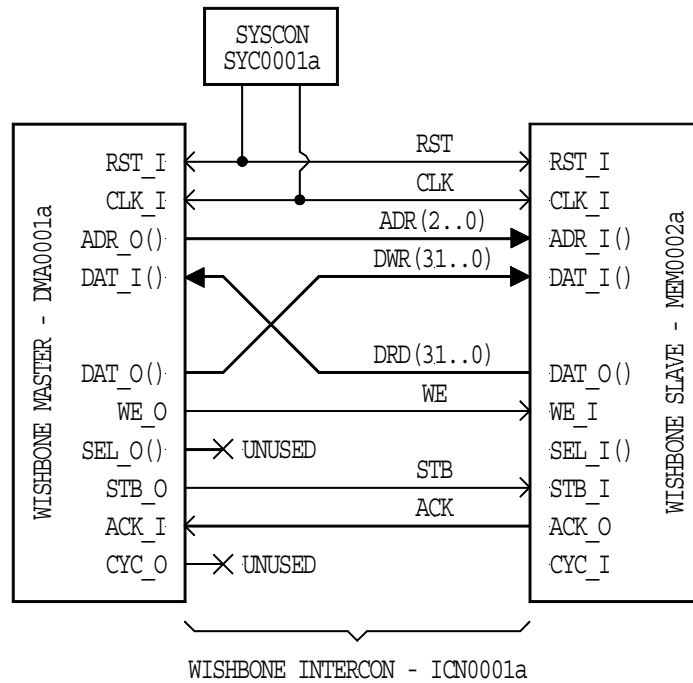 SYSCON
SYC0001a
WISHBONE MASTER - DMA0001a
RST_I
CLK_I
ADR_O()
DAT_I()
DAT_O()
WE_O
SEL_O()
STB_O
ACK_I
CYC_O
RST
CLK
ADR(2..0)
DWR(31..0)
DRD(31..0)
WE
UNUSED
STB
ACK
UNUSED
RST_I
CLK_I
ADR_I()
DAT_I()
DAT_O()
WE_I
SEL_I()
STB_I
ACK_O
CYC_I
WISHBONE SLAVE - MEM0002a
WISHBONE INTERCON - ICN0001a